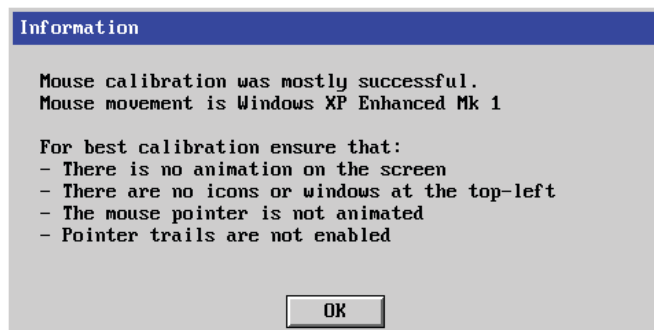 Information
Mouse calibration was mostly successful.
Mouse movement is Windows XP Enhanced Mk 1
For best calibration ensure that:
- There is no animation on the screen
- There are no icons or windows at the top-left
- The mouse pointer is not animated
- Pointer trails are not enabled
OK